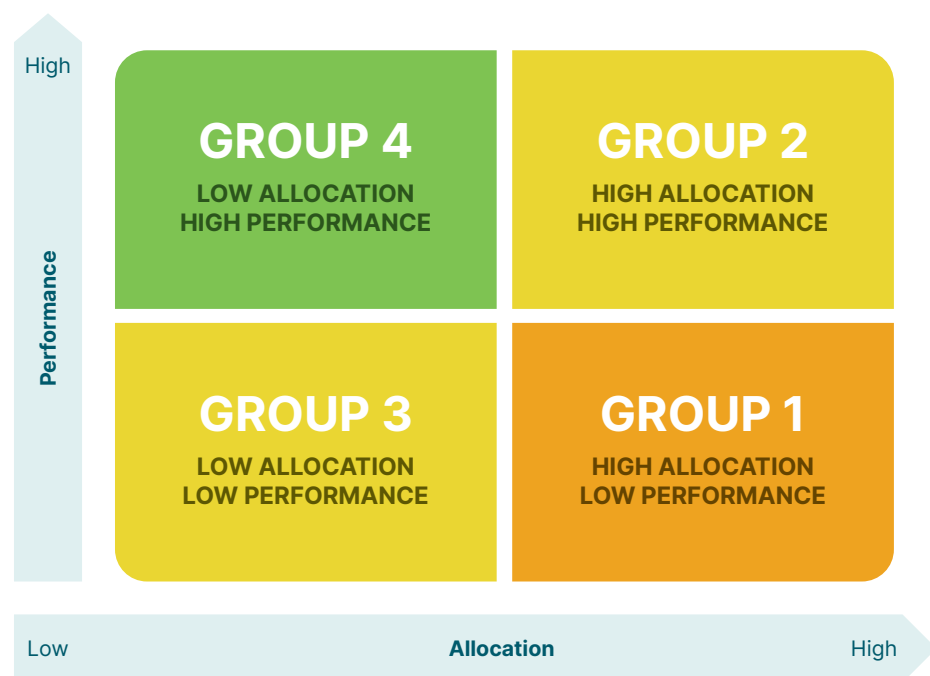 High
GROUP 4
LOW ALLOCATION
HIGH PERFORMANCE
GROUP 2
HIGH ALLOCATION
HIGH PERFORMANCE
Performance
GROUP 3
LOW ALLOCATION
LOW PERFORMANCE
GROUP 1
HIGH ALLOCATION
LOW PERFORMANCE
Low
Allocation
High